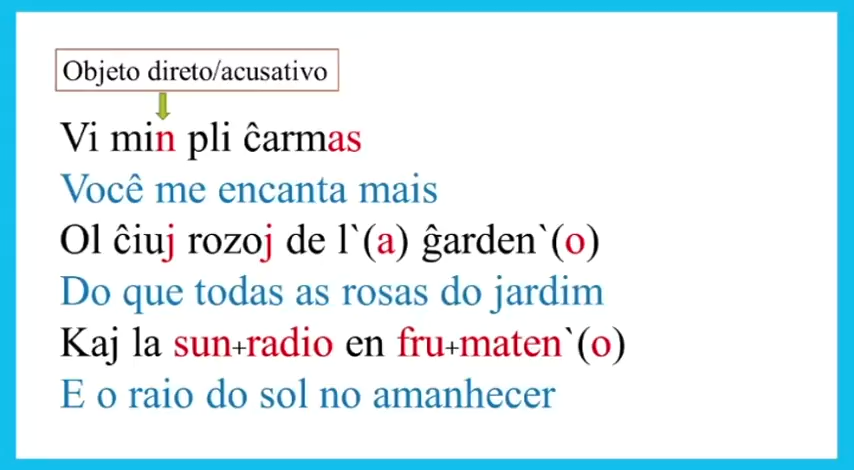 Objeto direto/acusativo
Vi min pli ĉarmas
Você me encanta mais
Ol ĉiuj rozoj de l`(a) ĝarden`(o)
Do que todas as rosas do jardim
Kaj la sun+radio en fru+maten`(o)
E o raio do sol no amanhecer